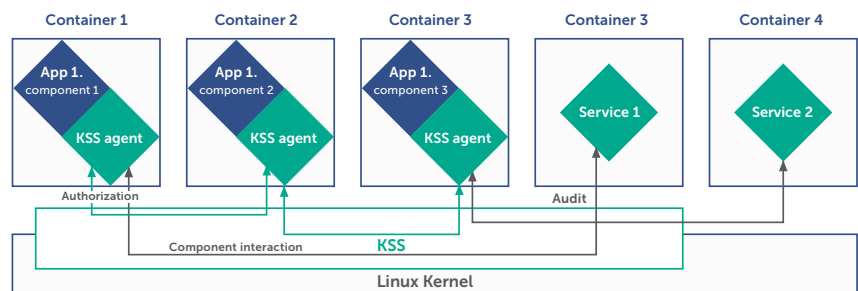 Container 1
Container 2
Container 3
Container 3
Container 4
App 1.
component 1
KSS agent
App 1.
component 2
KSS agent
App 1.
component 3
KSS agent
Service 1
Service 2
Authorization
Audit
Component interaction
KSS
Linux Kernel